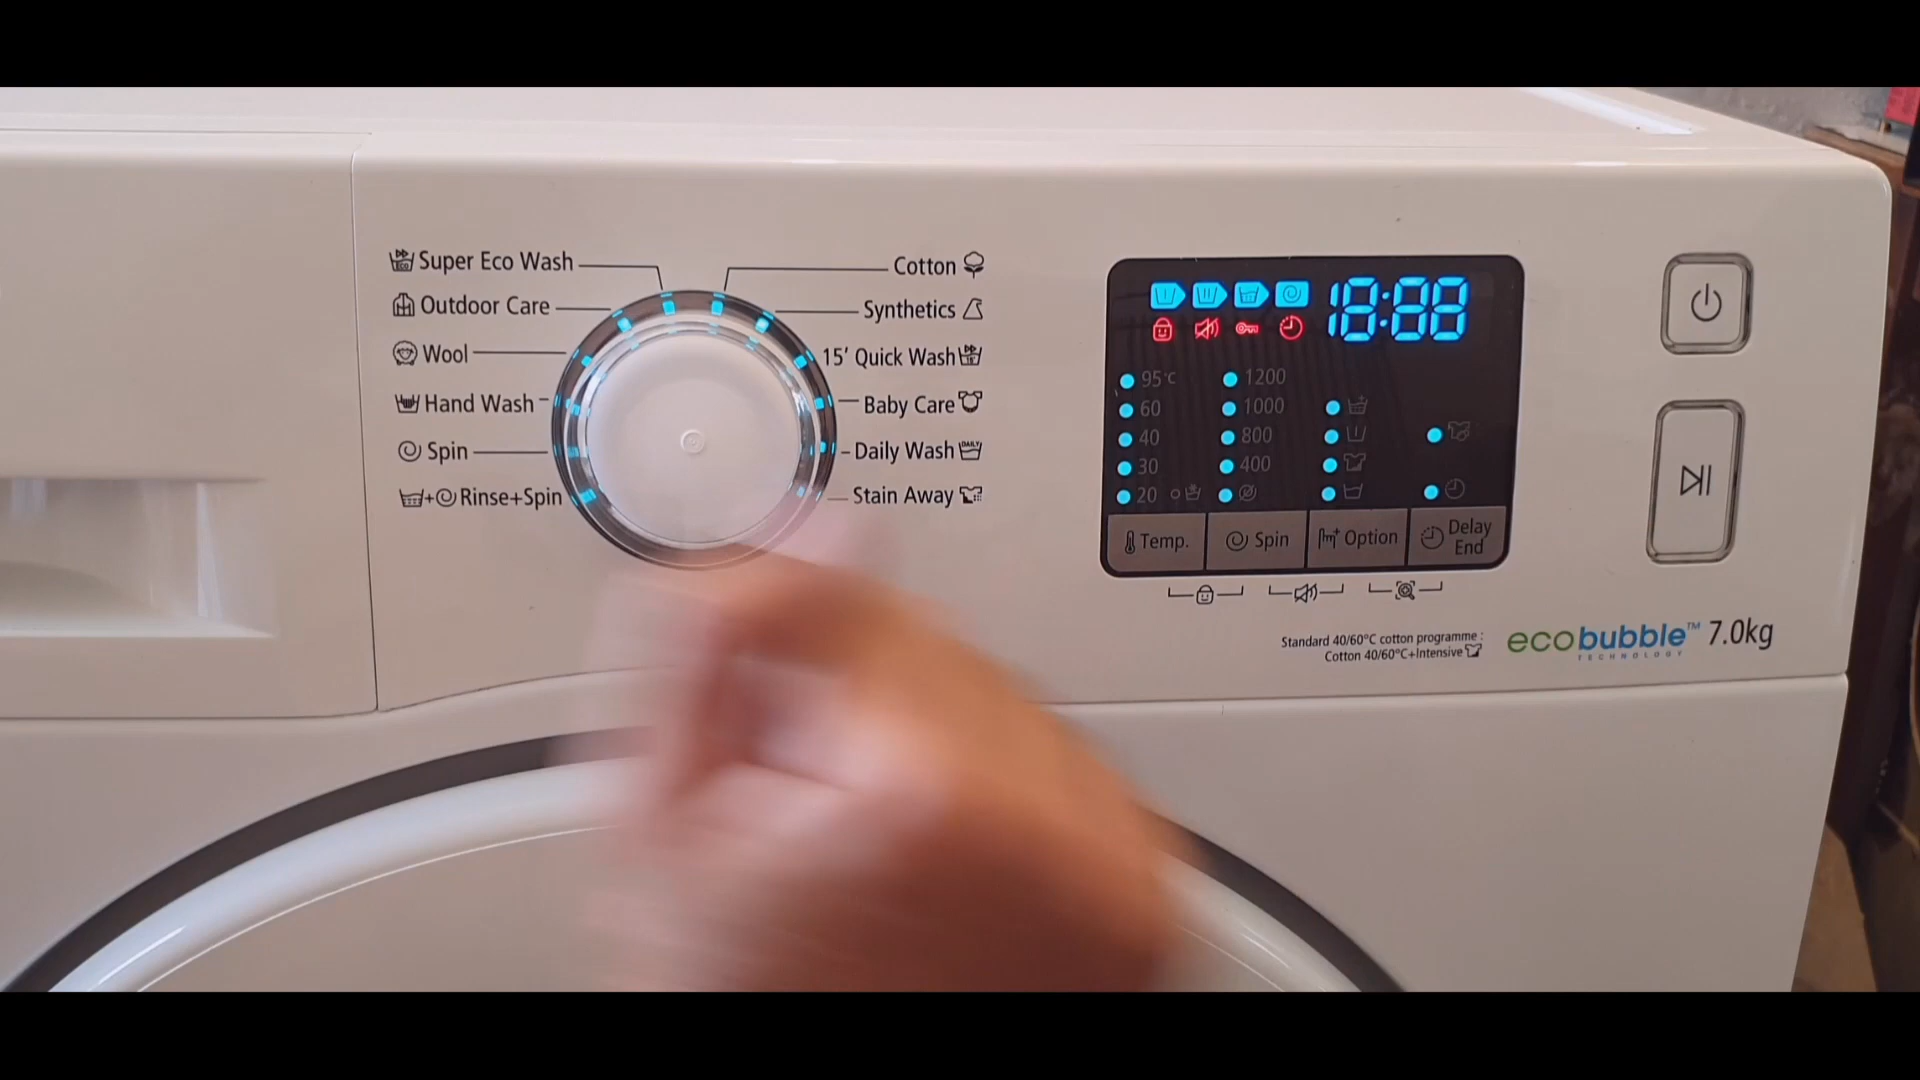 Super Eco Wash
Outdoor Care
Wool
Hand Wash
Spin
+ Rinse+Spin
Cotton
Synthetics
15' Quick Wash
Baby Care
Daily Wash
Stain Away
18:88
95°C
60
40
30
20
1200
1000
800
400
Temp.
Spin
Option
Delay
End
Standard 40/60°C cotton programme :
Cotton 40/60°C+Intensive
ecobubble™ 7.0kg
TECHNOLOGY